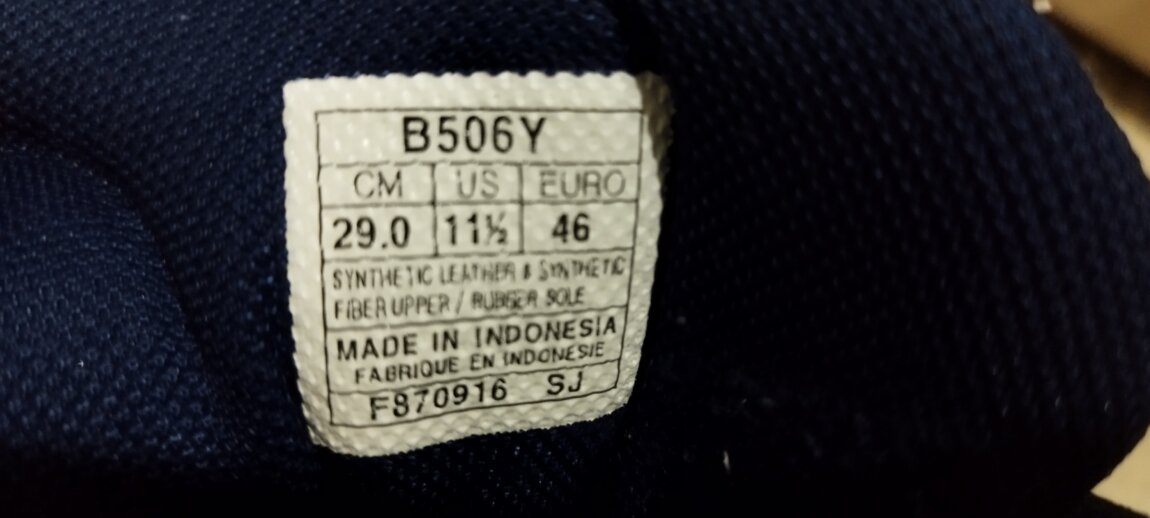 B506Y
CM US EURO
29.0 11½ 46
SYNTHETIC LEATHER & SYNTHETIC
FIBER UPPER / RUBBER SOLE
MADE IN INDONESIA
FABRIQUE EN INDONESIE
F870916 SJ